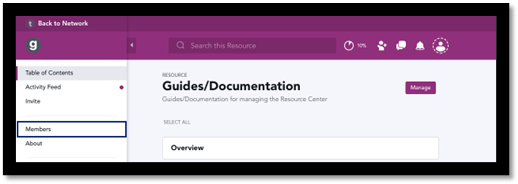 t Back to Network
g
Search this Resource
10%
Table of Contents
Activity Feed
Invite
Members
About
RESOURCE
Guides/Documentation
Guides/Documentation for managing the Resource Center
Manage
SELECT ALL
Overview